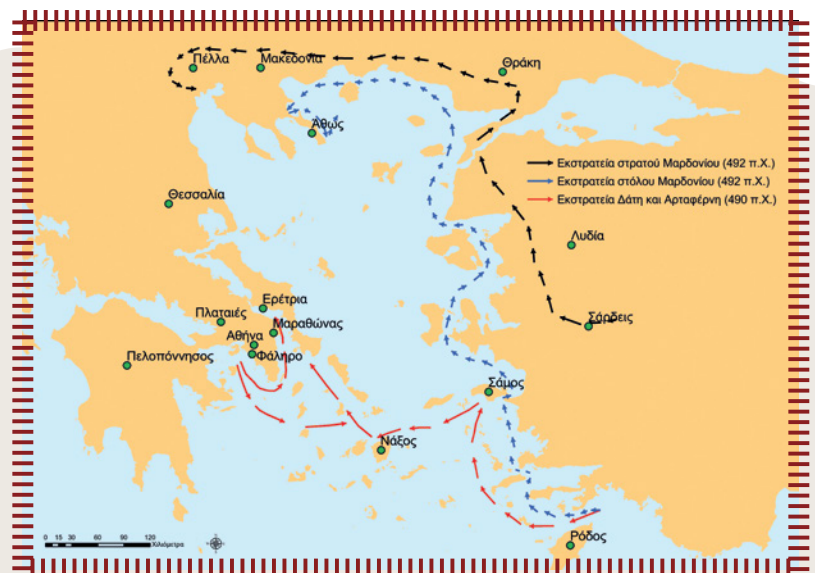 Πέλλα
Μακεδονία
Θράκη
Άθως
Εκστρατεία στρατού Μαρδονίου (492 π.Χ.)
Εκστρατεία στόλου Μαρδονίου (492 π.Χ.)
Εκστρατεία Δάτη και Αρταφέρνη (490 π.Χ.)
Θεσσαλία
Λυδία
Ερέτρια
Πλαταιές
Μαραθώνας
Σάρδεις
Αθήνα
Φάληρο
Πελοπόννησος
Σάμος
Νάξος
Ρόδος
0 15 30 60 90 120
Χιλιόμετρα